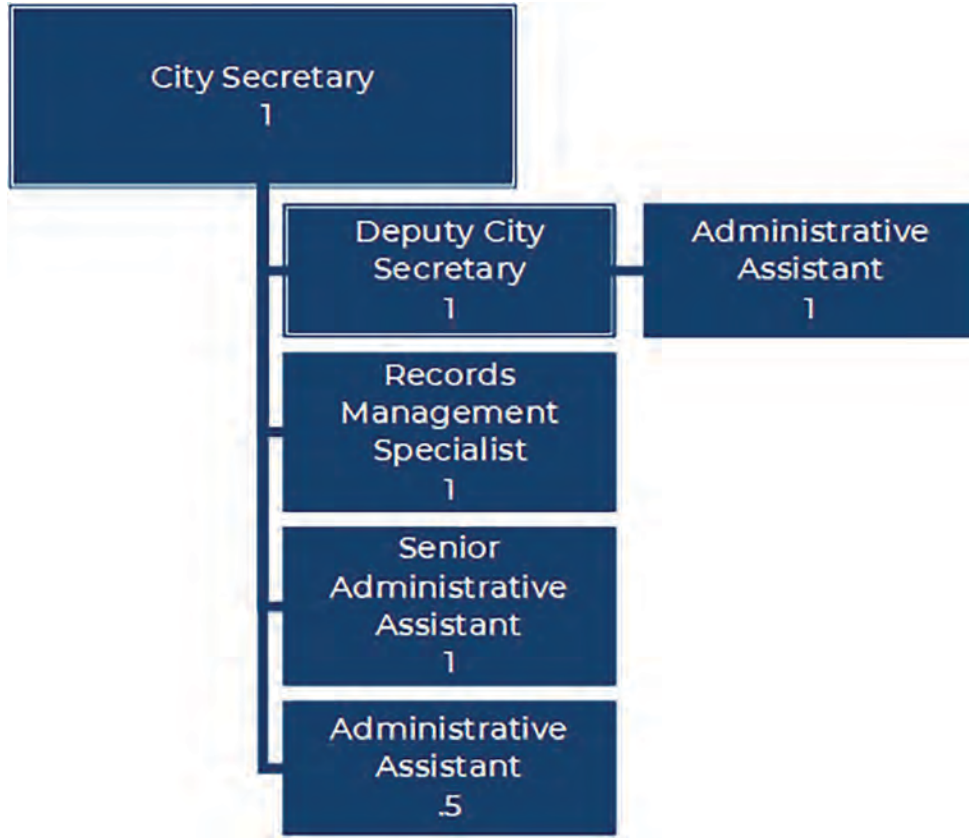 City Secretary
1
Deputy City
Secretary
1
Administrative
Assistant
1
Records
Management
Specialist
1
Senior
Administrative
Assistant
1
Administrative
Assistant
.5